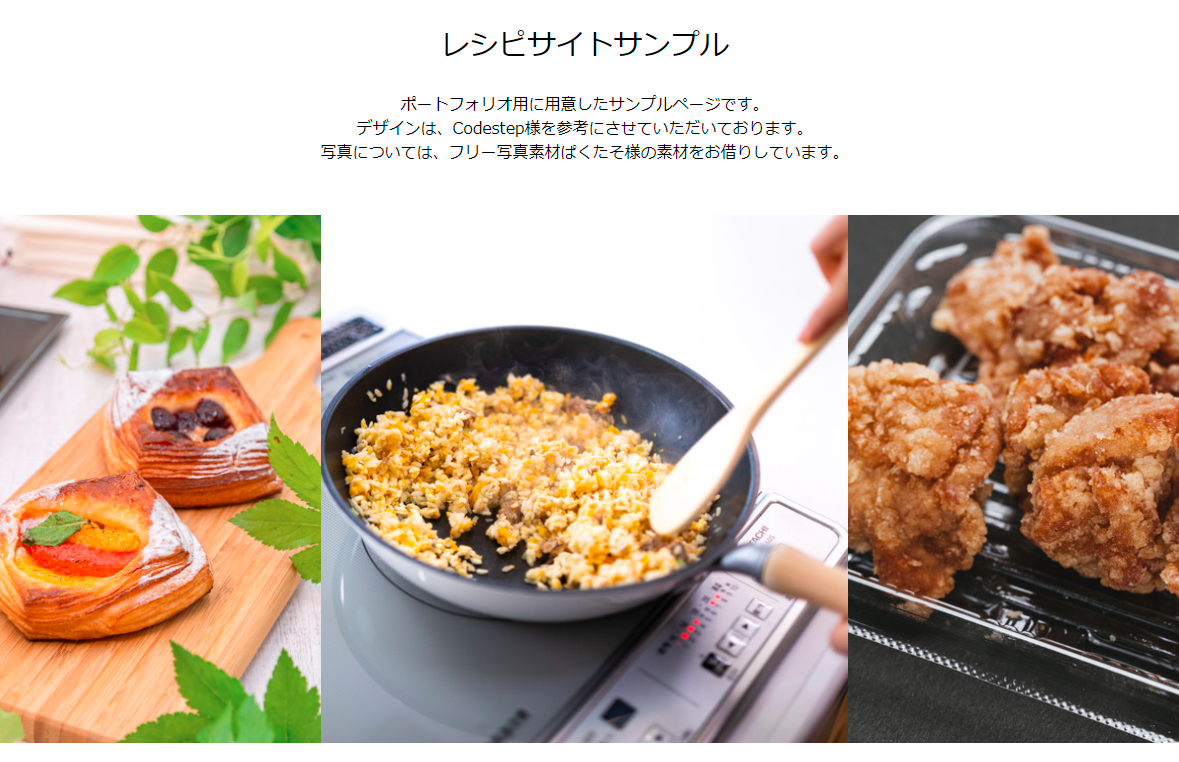 レシピサイトサンプル
ポートフォリオ用に用意したサンプルページです。
デザインは、Codestep様を参考にさせていただいております。
写真については、フリー写真素材ぱくたそ様の素材をお借りしています。